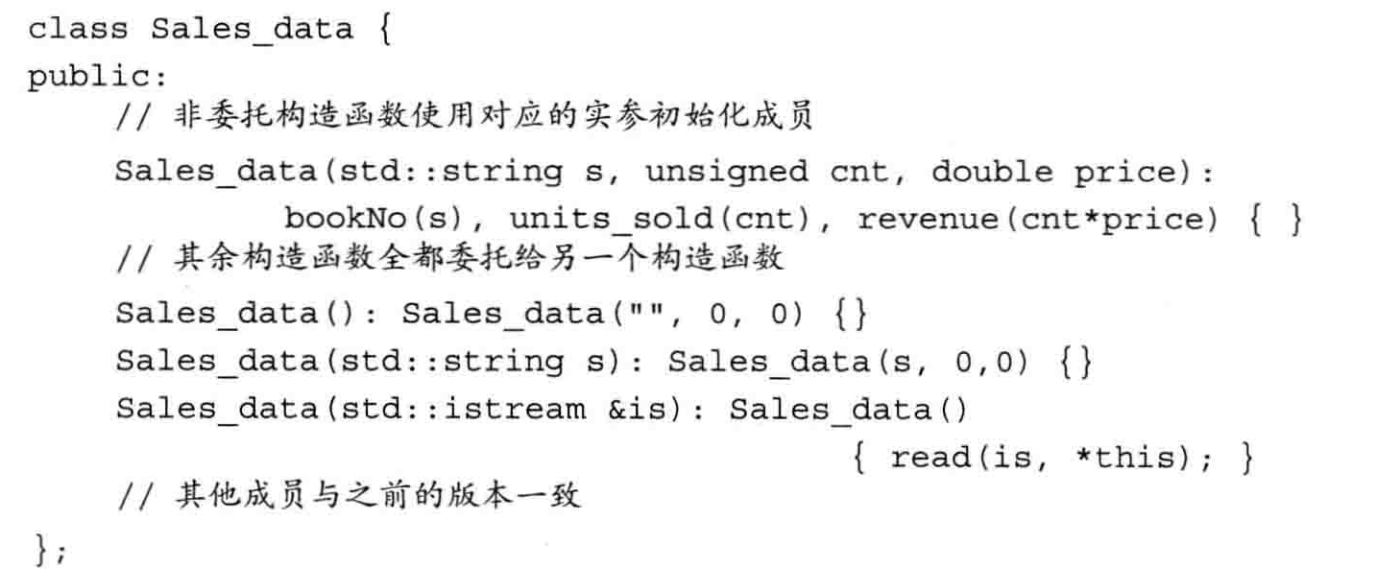 class Sales_data {
public:
// 非委托构造函数使用对应的实参初始化成员
Sales_data(std::string s, unsigned cnt, double price):
bookNo(s), units_sold(cnt), revenue(cnt*price) { }
// 其余构造函数全都委托给另一个构造函数
Sales_data(): Sales_data("", 0, 0) {}
Sales_data(std::string s): Sales_data(s, 0,0) {}
Sales_data(std::istream &is): Sales_data()
{ read(is, *this); }
// 其他成员与之前的版本一致
};